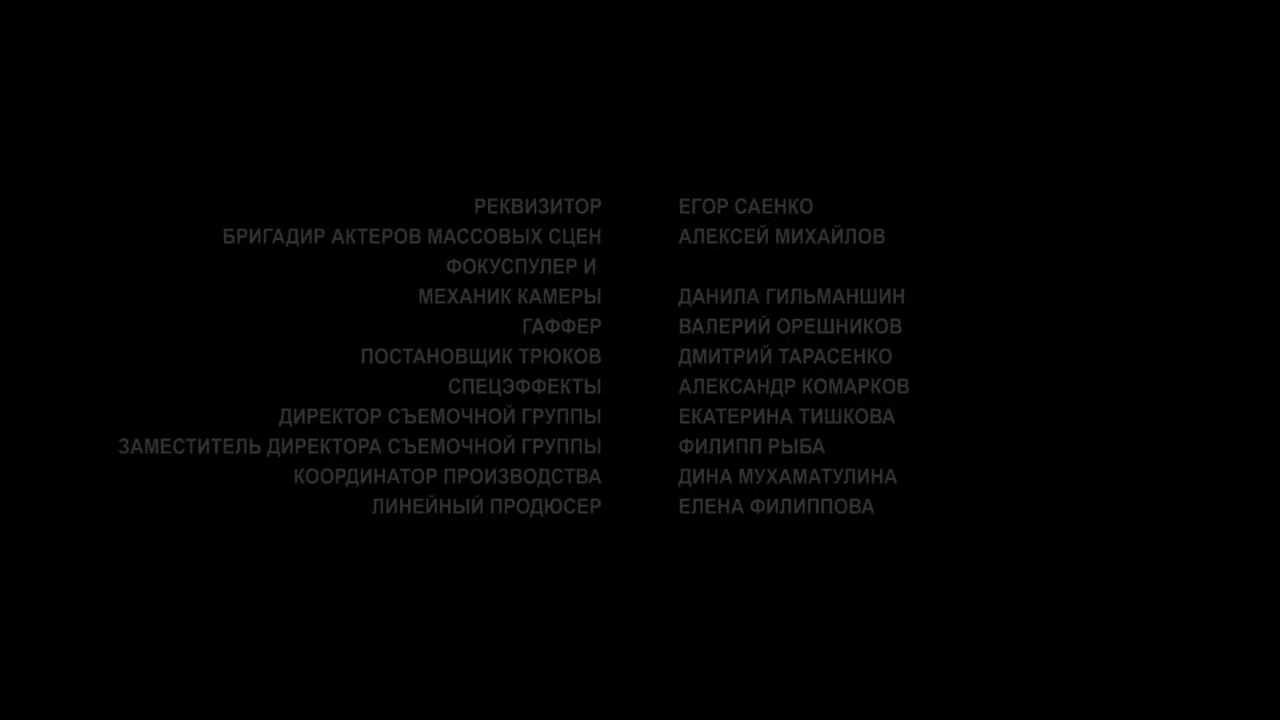 РЕКВИЗИТОР ЕГОР САЕНКО
БРИГАДИР АКТЕРОВ МАССОВЫХ СЦЕН АЛЕКСЕЙ МИХАЙЛОВ
ФОКУСПУЛЕР И
МЕХАНИК КАМЕРЫ ДАНИЛА ГИЛЬМАНШИН
ГАФФЕР ВАЛЕРИЙ ОРЕШНИКОВ
ПОСТАНОВЩИК ТРЮКОВ ДМИТРИЙ ТАРАСЕНКО
СПЕЦЭФФЕКТЫ АЛЕКСАНДР КОМАРКОВ
ДИРЕКТОР СЪЕМОЧНОЙ ГРУППЫ ЕКАТЕРИНА ТИШКОВА
ЗАМЕСТИТЕЛЬ ДИРЕКТОРА СЪЕМОЧНОЙ ГРУППЫ ФИЛИПП РЫБА
КООРДИНАТОР ПРОИЗВОДСТВА ДИНА МУХАМАТУЛИНА
ЛИНЕЙНЫЙ ПРОДЮСЕР ЕЛЕНА ФИЛИППОВА